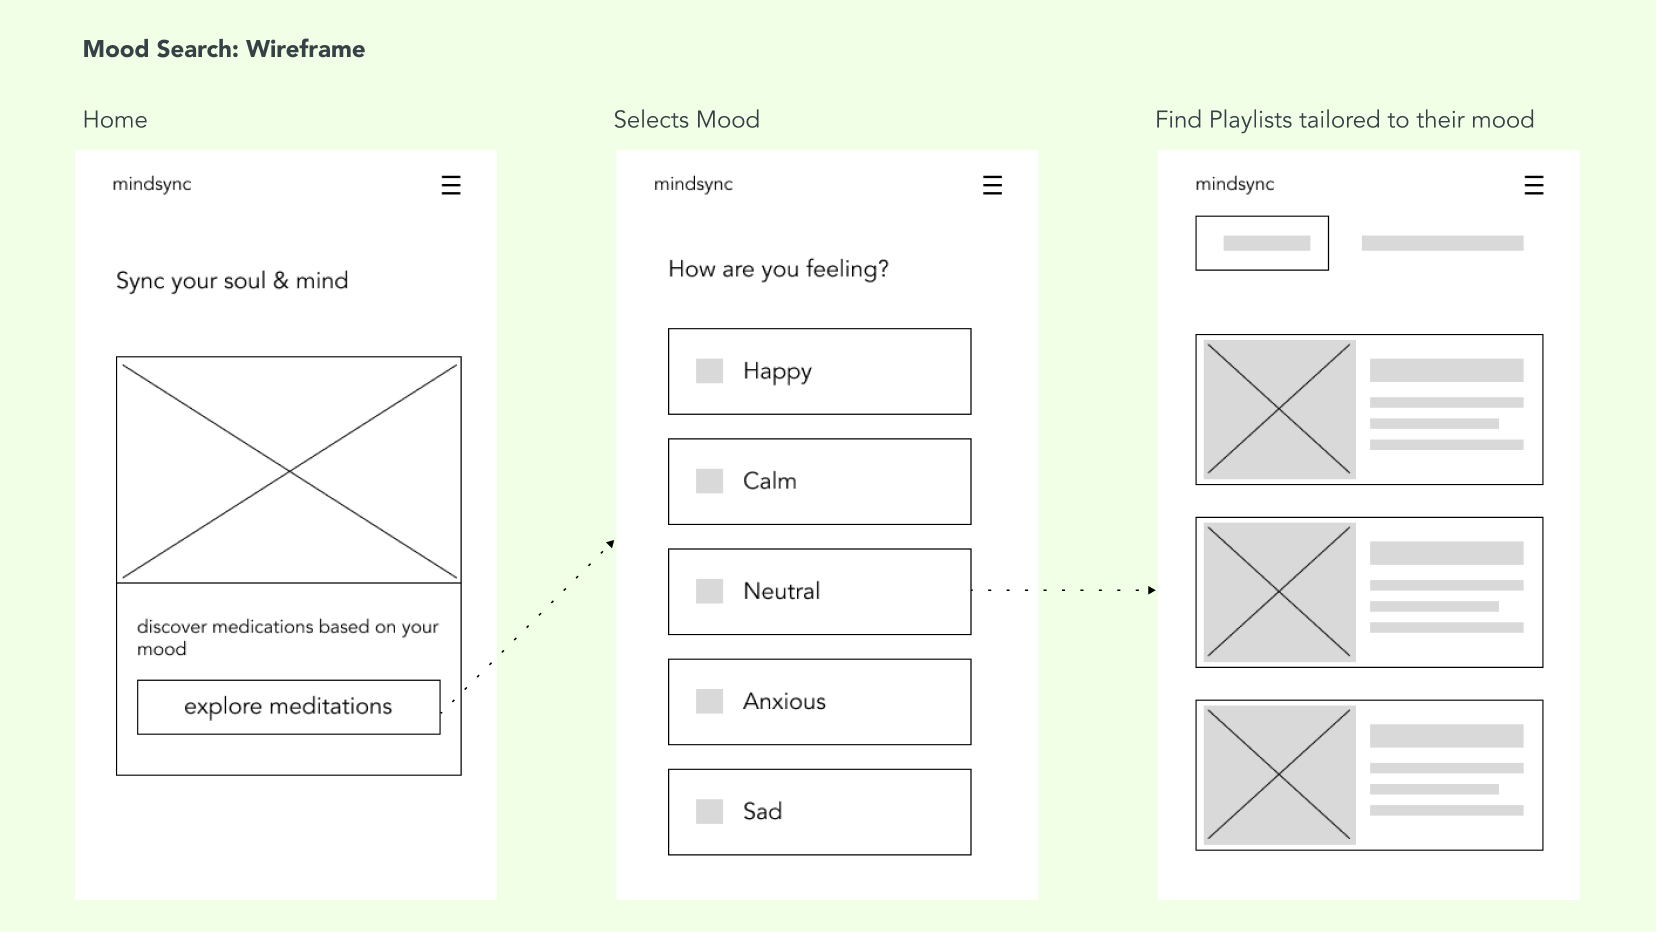 Mood Search: Wireframe
Home
mindsync
Sync your soul & mind
discover medications based on your
mood
explore meditations
Selects Mood
mindsync
How are you feeling?
Happy
Calm
Neutral
Anxious
Sad
Find Playlists tailored to their mood
mindsync